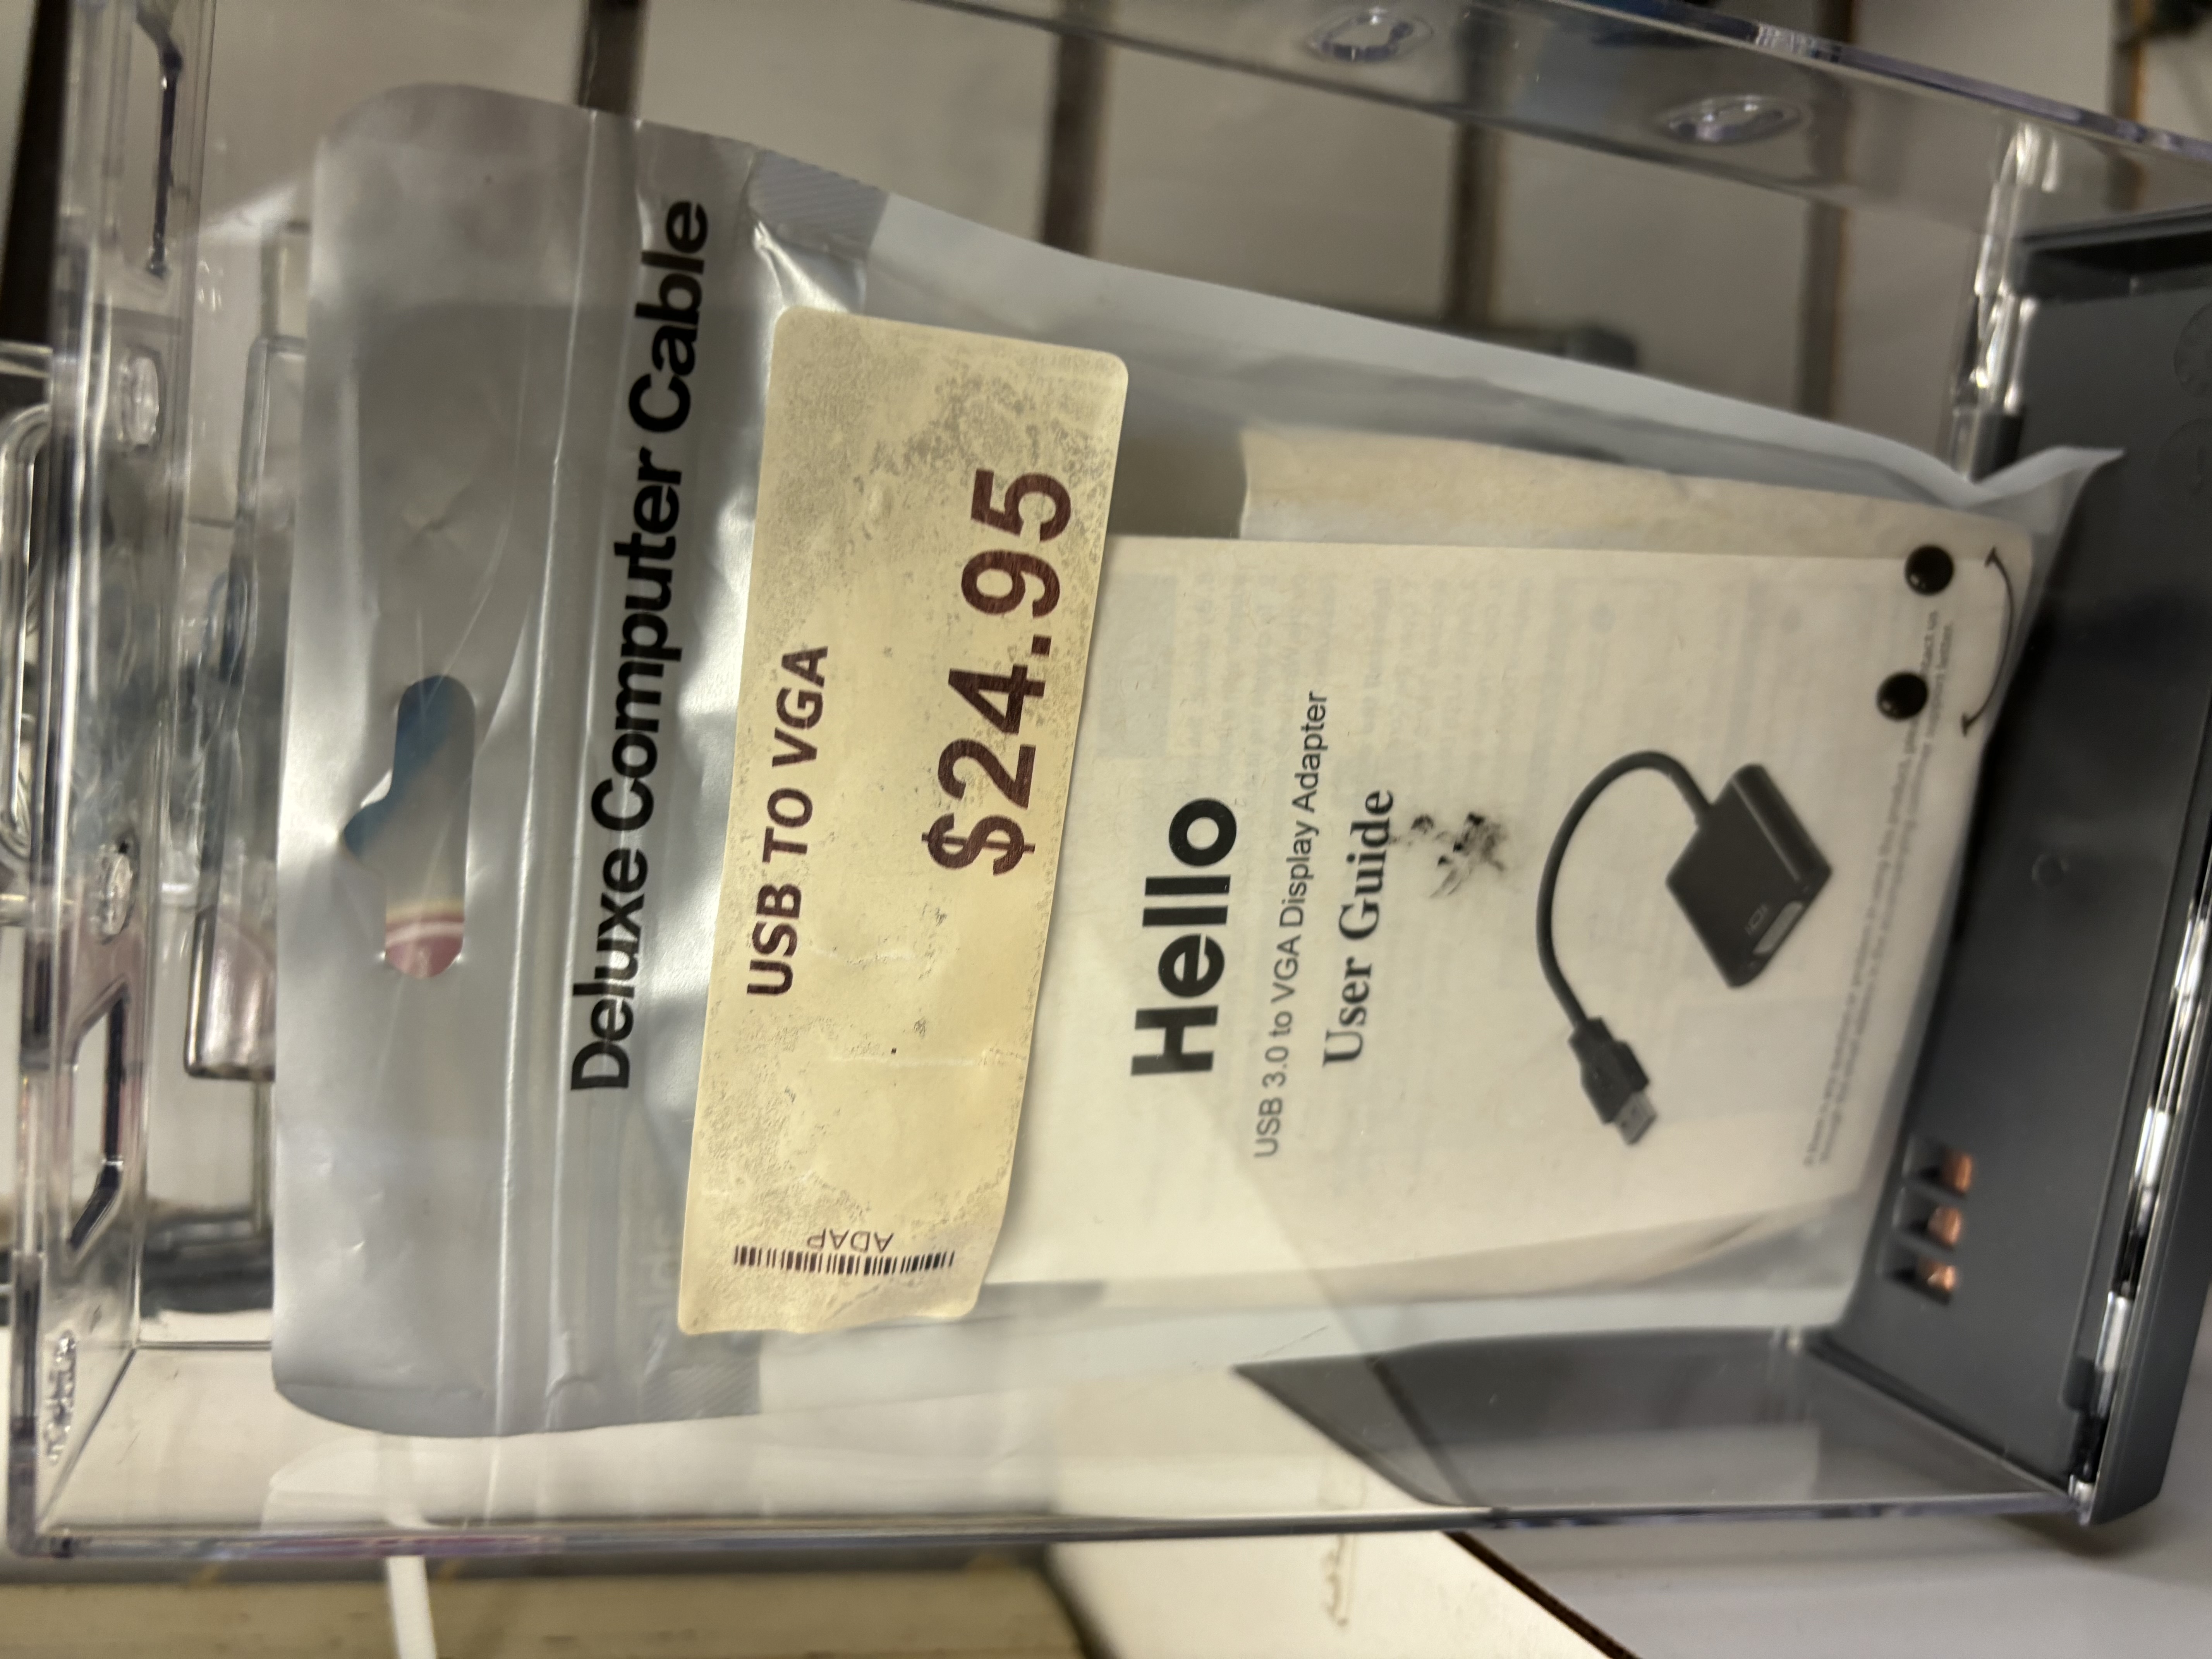 Deluxe Computer Cable
USB TO VGA
$24.95
ADAP
Hello
USB 3.0 to VGA Display Adapter
User Guide